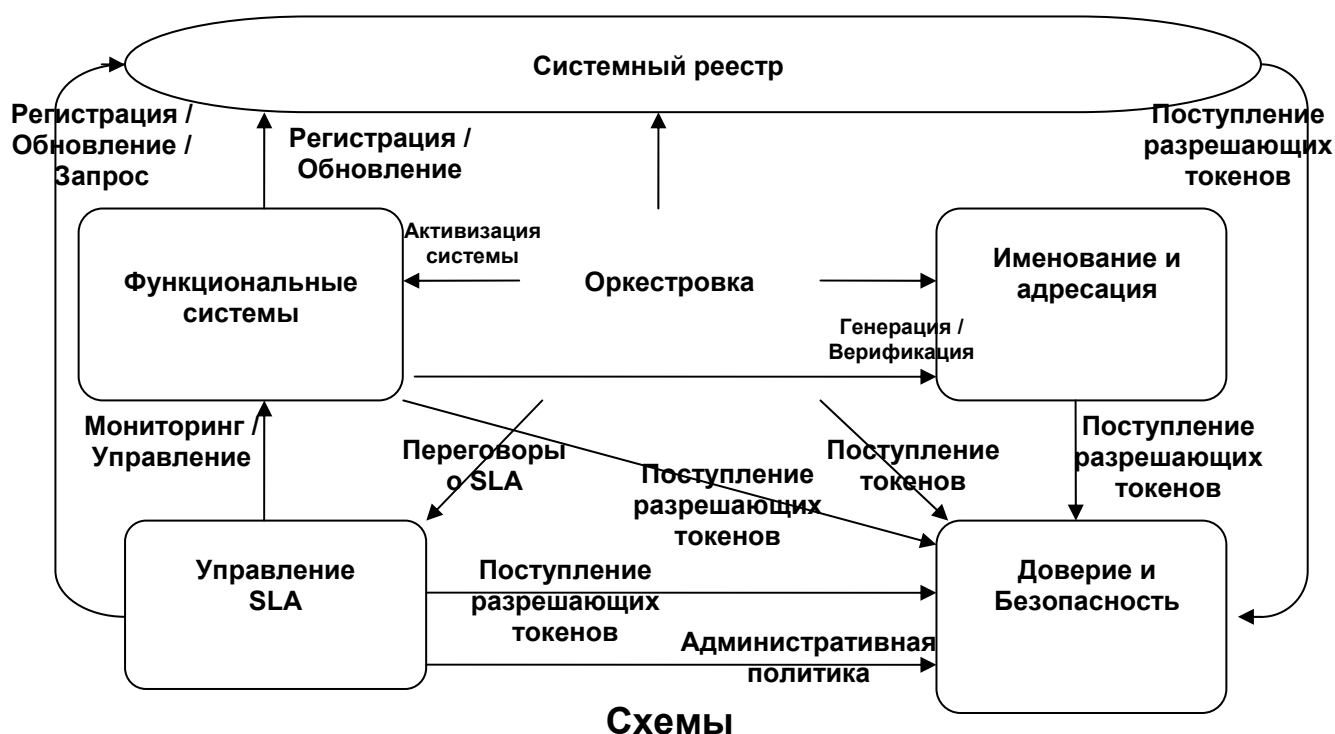 Системный реестр
Регистрация /
Обновление /
Запрос
Регистрация /
Обновление
Поступление
разрешающих
токенов
Активизация
системы
Функциональные
системы
Оркестровка
Именование и
адресация
Генерация /
Верификация
Мониторинг /
Управление
Переговоры
о SLA
Поступление
разрешающих
токенов
Поступление
токенов
Поступление
разрешающих
токенов
Управление
SLA
Поступление
разрешающих
токенов
Доверие и
Безопасность
Административная
политика
Схемы